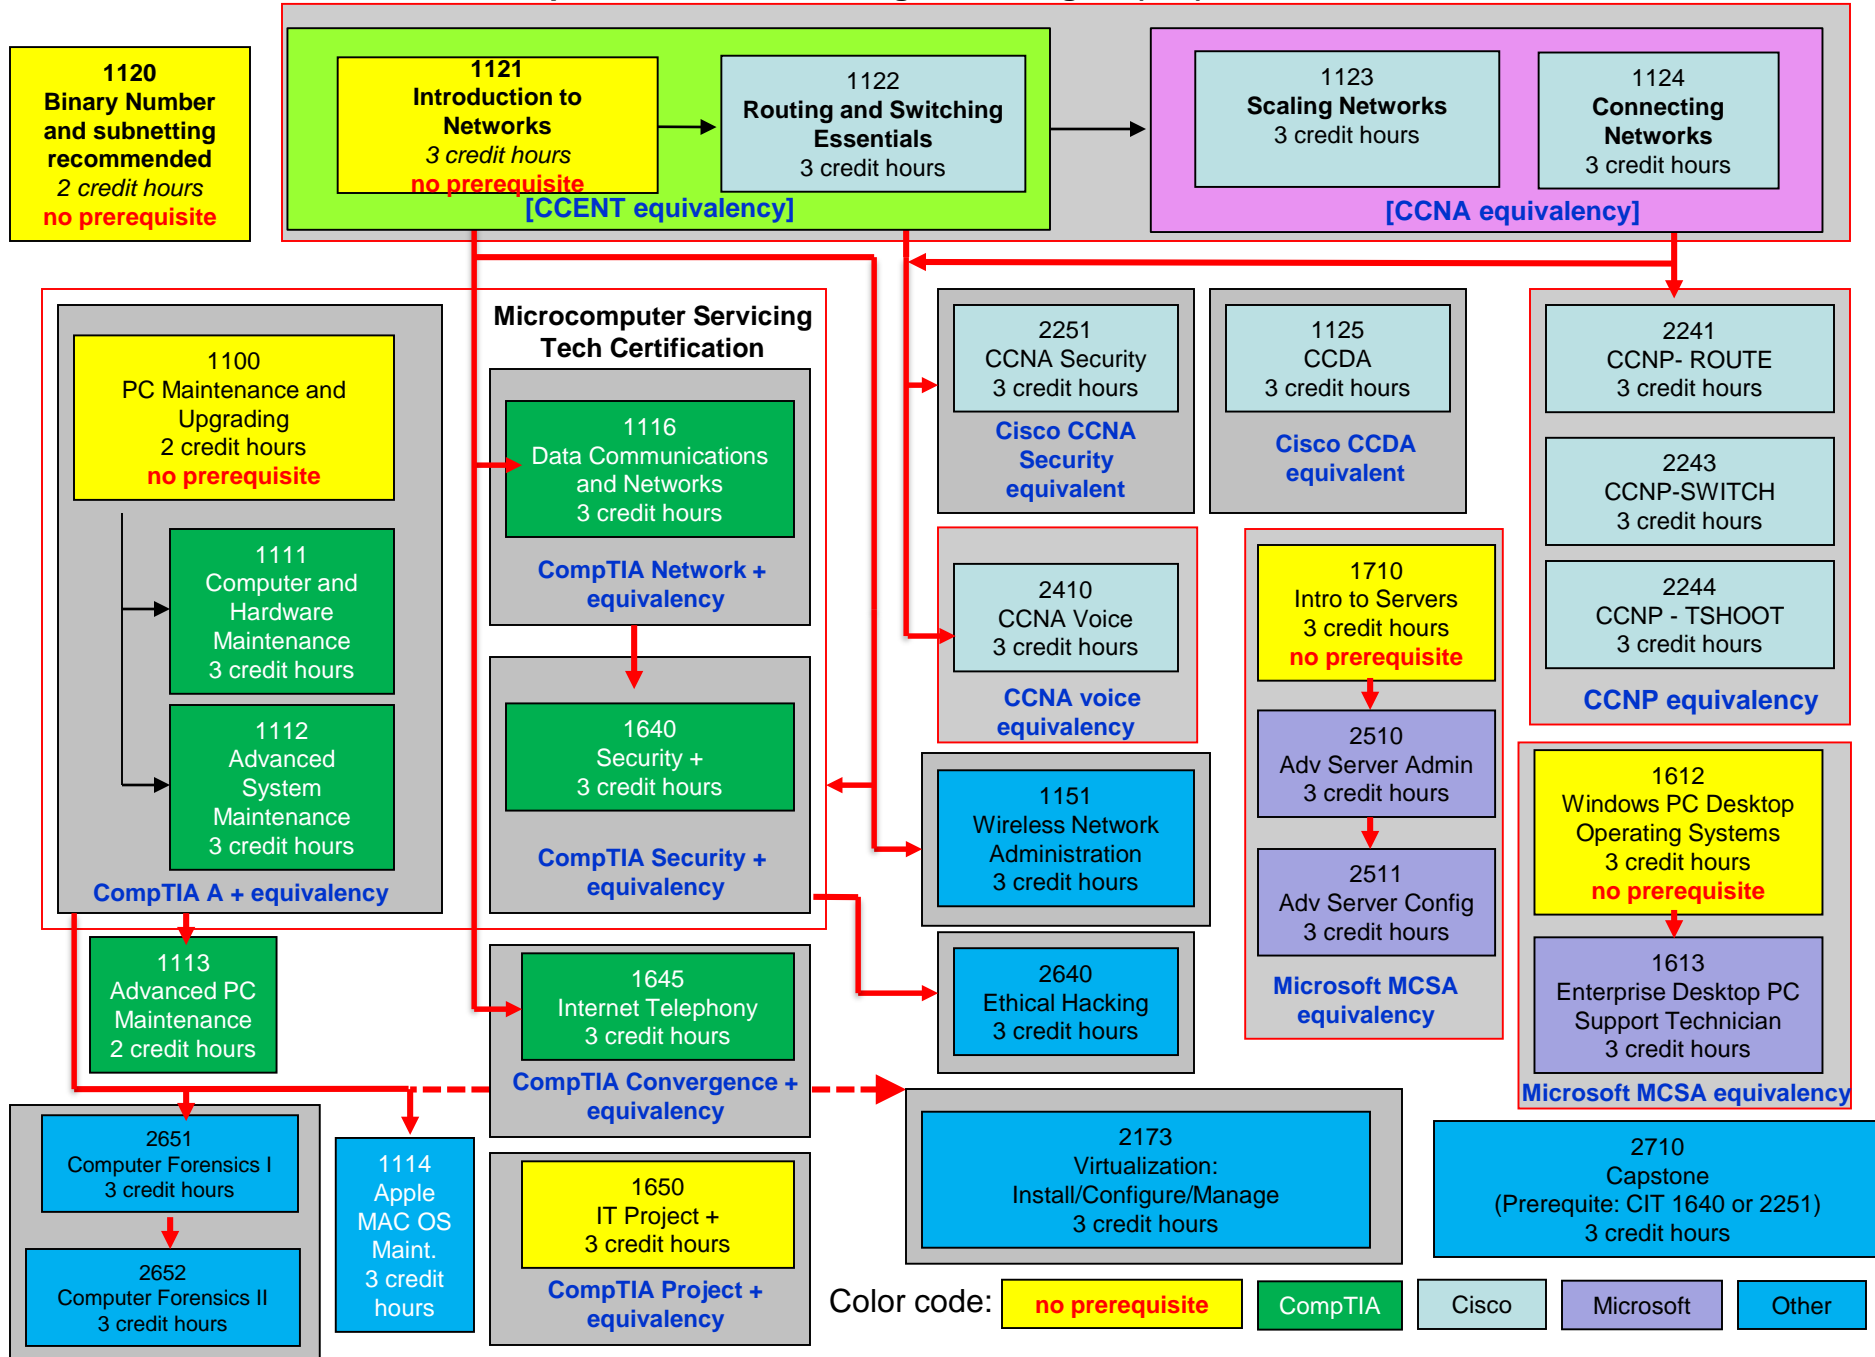 1120
Binary Number
and subnetting
recommended
2 credit hours
no prerequisite
1121
Introduction to
Networks
3 credit hours
no prerequisite
1122
Routing and Switching
Essentials
3 credit hours
[CCENT equivalency]
1123
Scaling Networks
3 credit hours
1124
Connecting
Networks
3 credit hours
[CCNA equivalency]
Microcomputer Servicing
Tech Certification
1100
PC Maintenance and
Upgrading
2 credit hours
no prerequisite
1111
Computer and
Hardware
Maintenance
3 credit hours
1112
Advanced
System
Maintenance
3 credit hours
CompTIA A + equivalency
1116
Data Communications
and Networks
3 credit hours
CompTIA Network +
equivalency
1640
Security +
3 credit hours
CompTIA Security +
equivalency
2251
CCNA Security
3 credit hours
Cisco CCNA
Security
equivalent
1125
CCDA
3 credit hours
Cisco CCDA
equivalent
2241
CCNP- ROUTE
3 credit hours
2243
CCNP-SWITCH
3 credit hours
2244
CCNP - TSHOOT
3 credit hours
CCNP equivalency
2410
CCNA Voice
3 credit hours
CCNA voice
equivalency
1710
Intro to Servers
3 credit hours
no prerequisite
2510
Adv Server Admin
3 credit hours
2511
Adv Server Config
3 credit hours
Microsoft MCSA
equivalency
1612
Windows PC Desktop
Operating Systems
3 credit hours
no prerequisite
1613
Enterprise Desktop PC
Support Technician
3 credit hours
Microsoft MCSA equivalency
1151
Wireless Network
Administration
3 credit hours
2640
Ethical Hacking
3 credit hours
1113
Advanced PC
Maintenance
2 credit hours
1645
Internet Telephony
3 credit hours
CompTIA Convergence +
equivalency
2651
Computer Forensics I
3 credit hours
2652
Computer Forensics II
3 credit hours
1114
Apple
MAC OS
Maint.
3 credit
hours
1650
IT Project +
3 credit hours
CompTIA Project +
equivalency
2173
Virtualization:
Install/Configure/Manage
3 credit hours
2710
Capstone
(Prerequite: CIT 1640 or 2251)
3 credit hours
Color code:
no prerequisite
CompTIA
Cisco
Microsoft
Other